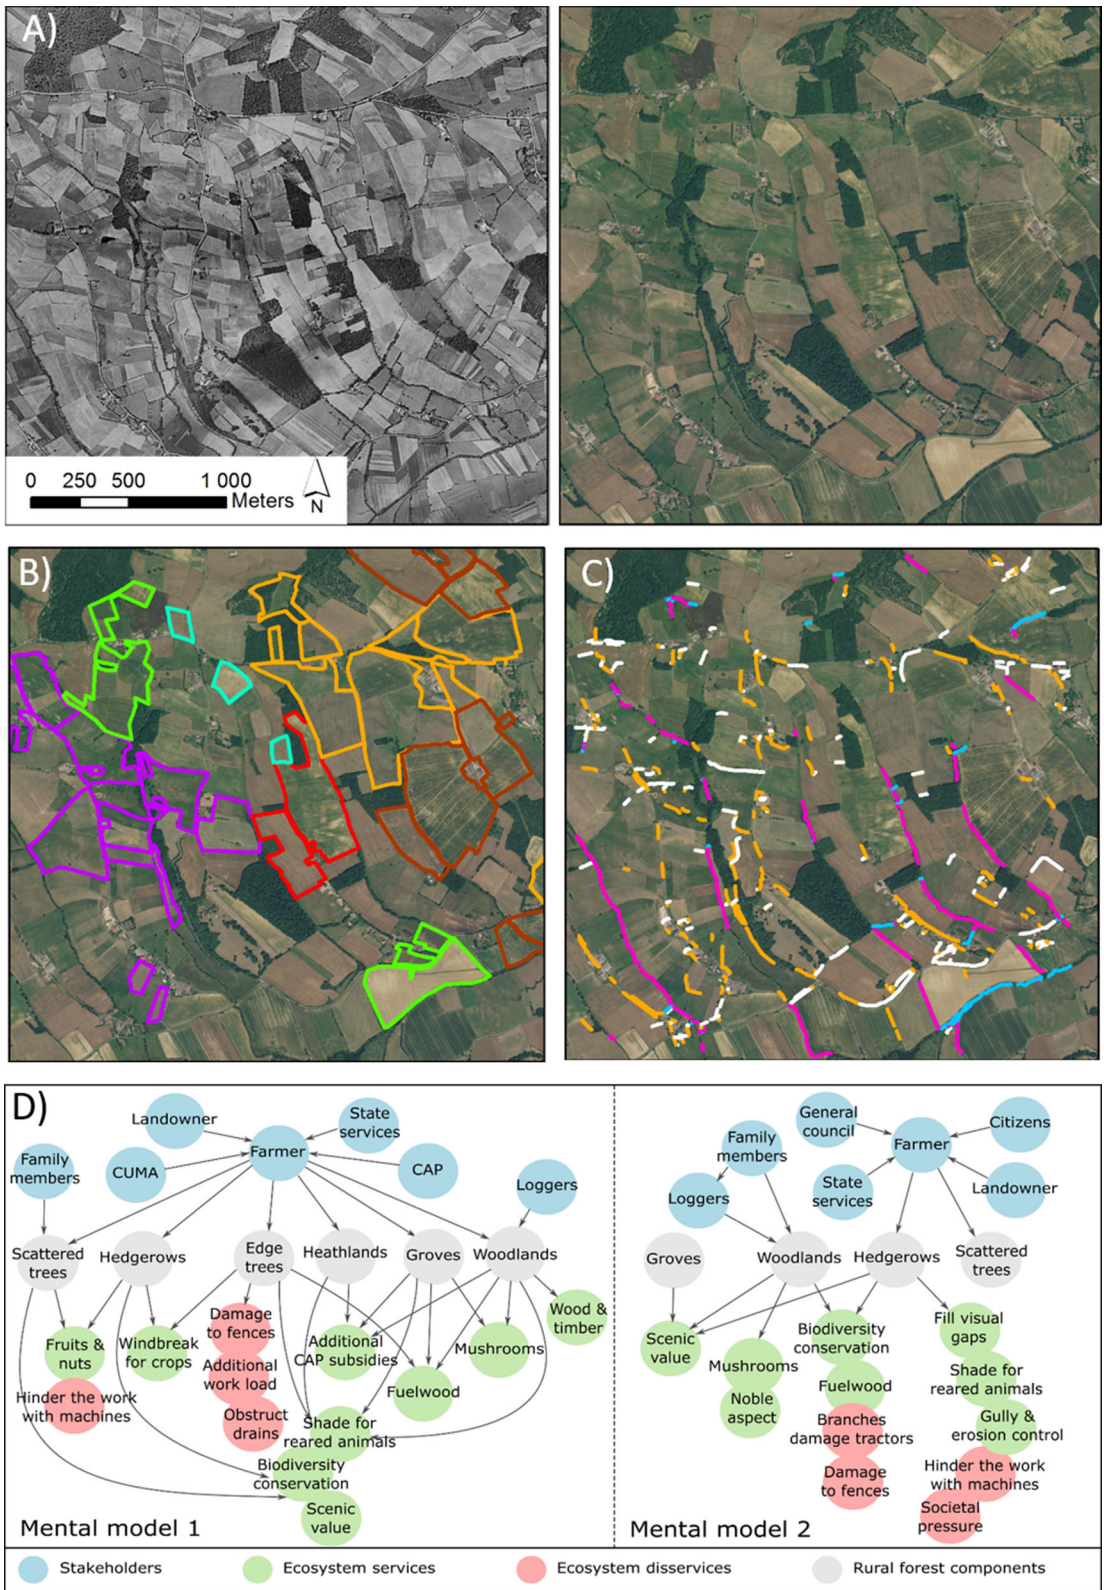 A)
0 250 500 1 000
Meters
N
B)
C)
D)
Landowner
State
services
Family
members
CUMA
Farmer
CAP
Loggers
Scattered
trees
Hedgerows
Edge
trees
Heathlands
Groves
Woodlands
Fruits &
nuts
Windbreak
for crops
Damage
to fences
Additional
CAP subsidies
Mushrooms
Wood &
timber
Hinder the work
with machines
Additional
work load
Fuelwood
Obstruct
drains
Shade for
reared animals
Biodiversity
conservation
Scenic
value
Mental model 1
General
council
Citizens
Family
members
Farmer
Loggers
State
services
Landowner
Groves
Woodlands
Hedgerows
Scattered
trees
Scenic
value
Mushrooms
Noble
aspect
Biodiversity
conservation
Fuelwood
Branches
damage tractors
Damage
to fences
Fill visual
gaps
Shade for
reared animals
Gully &
erosion control
Hinder the work
with machines
Societal
pressure
Mental model 2
Stakeholders
Ecosystem services
Ecosystem disservices
Rural forest components